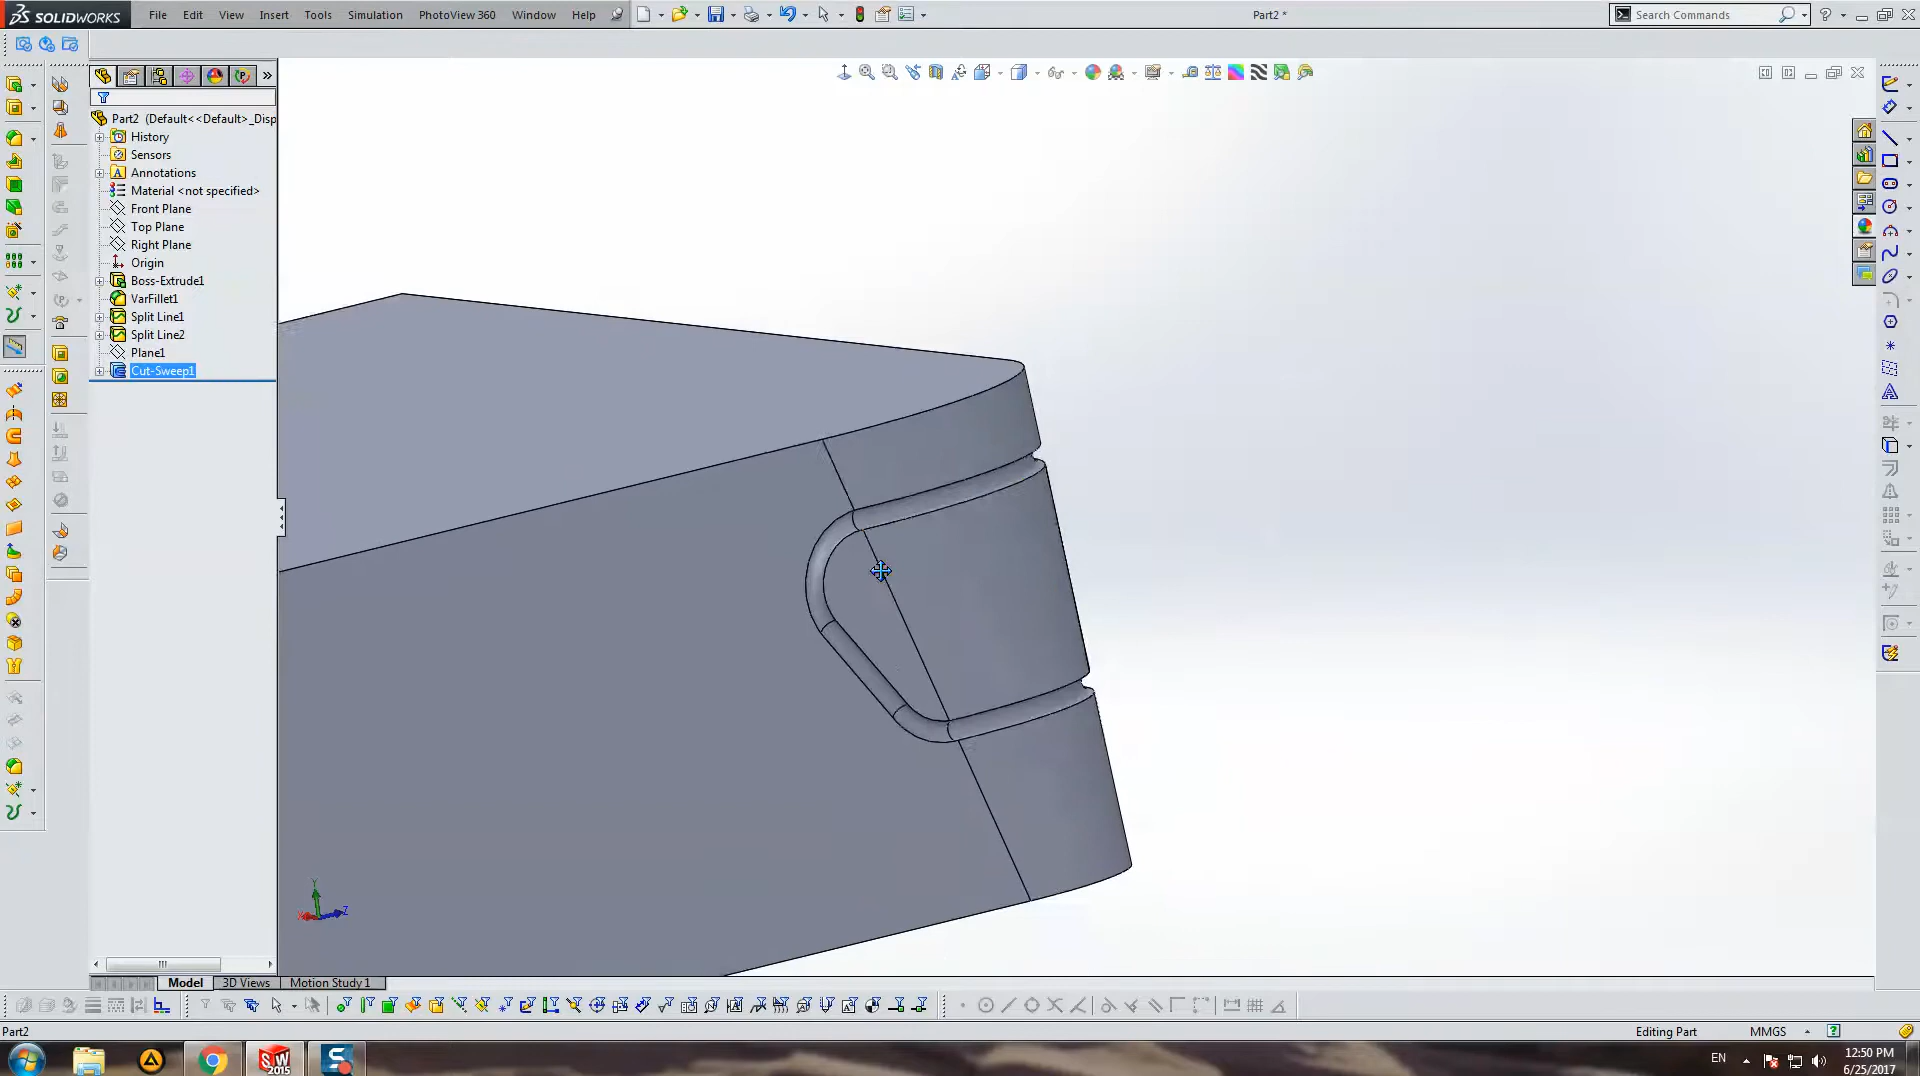 SOLIDWORKS
File Edit View Insert Tools Simulation PhotoView 360 Window Help
Part2 *
Search Commands
Part2 (Default<<Default>_Disp
History
Sensors
Annotations
Material <not specified>
Front Plane
Top Plane
Right Plane
Origin
Boss-Extrude1
VarFillet1
Split Line1
Split Line2
Plane1
Cut-Sweep1
Y
X
Z
Model 3D Views Motion Study 1
Part2
Editing Part
MMGS
SW
2015
EN
12:50 PM
6/25/2017